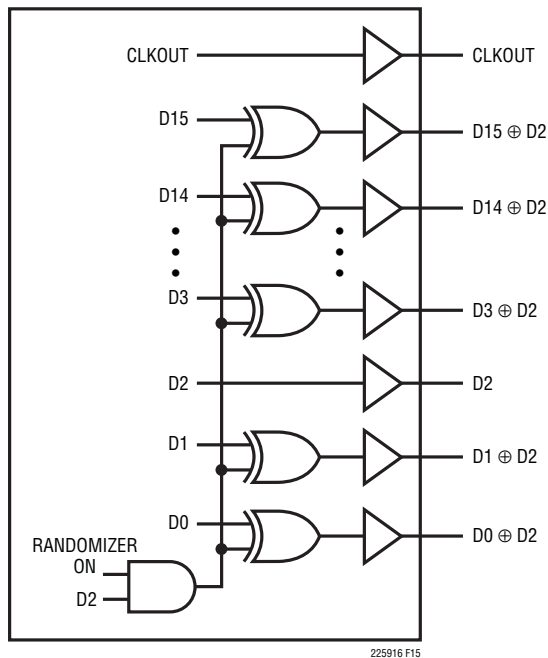 CLKOUT
CLKOUT
D15
D15 ⊕ D2
D14
D14 ⊕ D2
D3
D3 ⊕ D2
D2
D2
D1
D1 ⊕ D2
D0
D0 ⊕ D2
RANDOMIZER
ON
D2
225916 F15